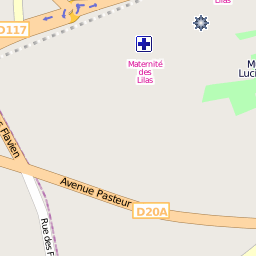 Lilas
D117
Maternité
des
Lilas
Luci
Flavien
Avenue Pasteur
D20A
Rue des F